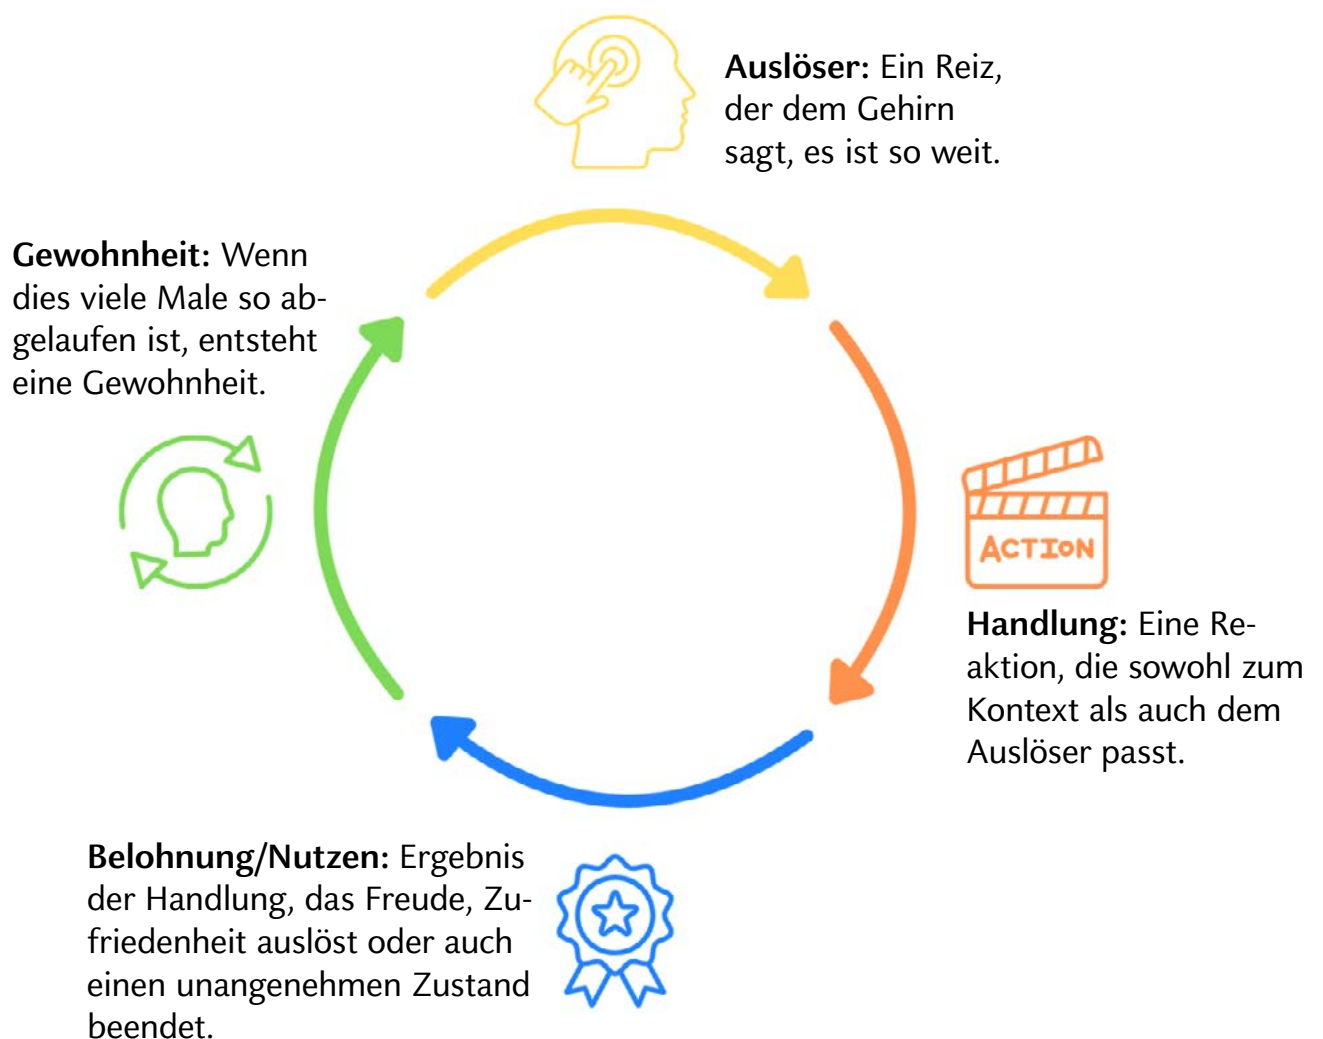 Auslöser: Ein Reiz,
der dem Gehirn
sagt, es ist so weit.
ACTION
Handlung: Eine Re-
aktion, die sowohl zum
Kontext als auch dem
Auslöser passt.
Belohnung/Nutzen: Ergebnis
der Handlung, das Freude, Zu-
friedenheit auslöst oder auch
einen unangenehmen Zustand
beendet.
Gewohnheit: Wenn
dies viele Male so ab-
gelaufen ist, entsteht
eine Gewohnheit.